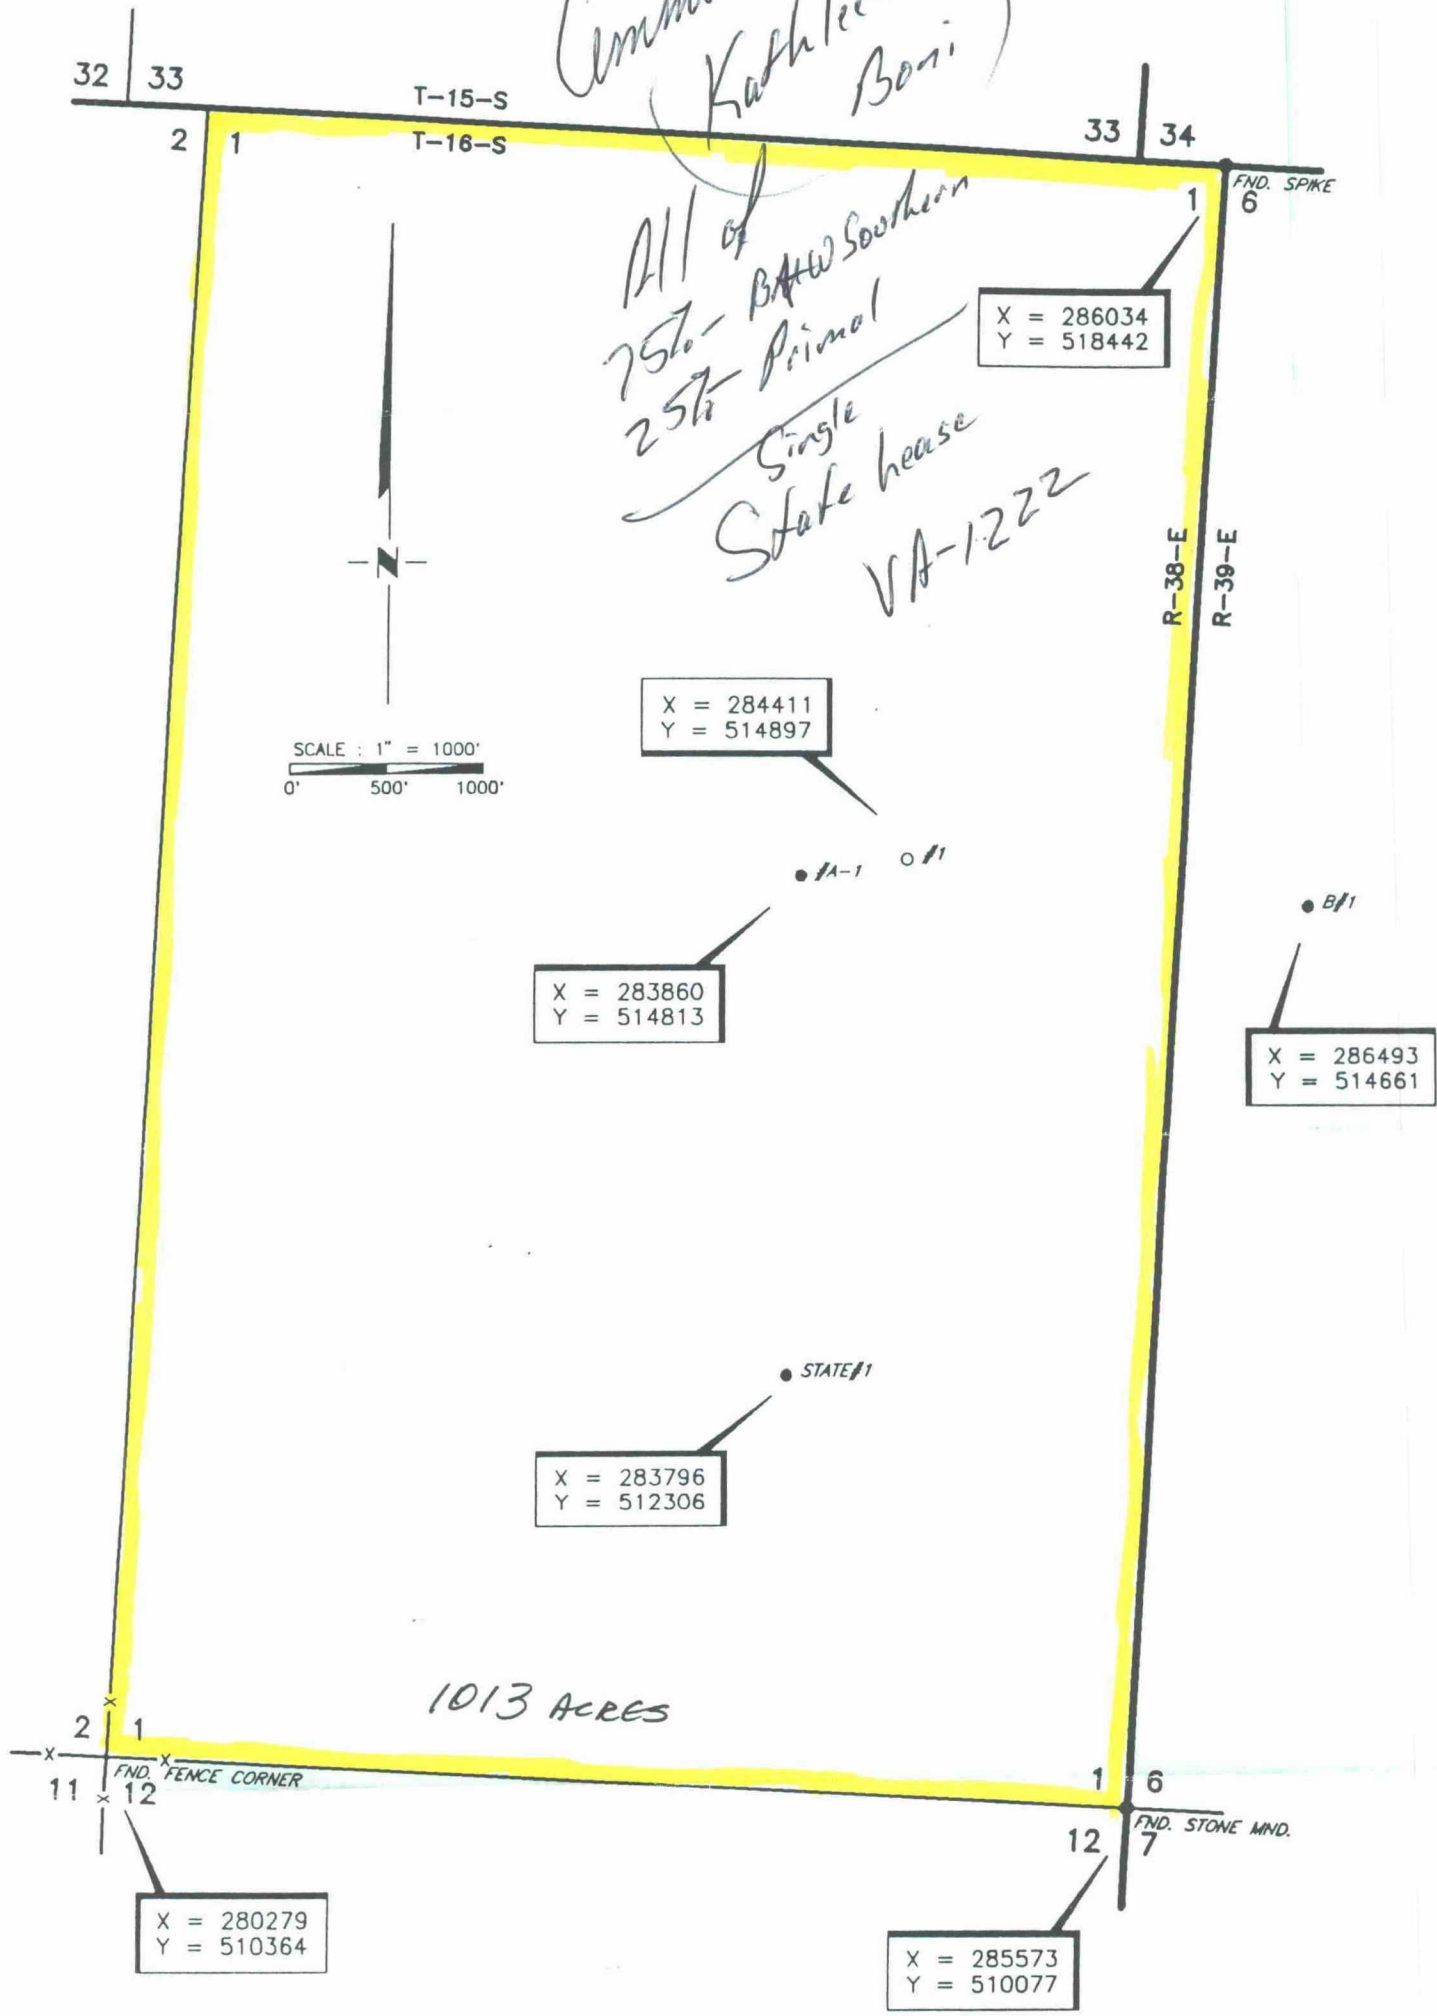 Kathlee
Boni
32 33
T-15-S
33 34
2 1
T-16-S
1 6
FND. SPIKE
All of
75% - BAHW Southern
25% Primal
Single
State Lease
VA-1222
X = 286034
Y = 518442
R-38-E
R-39-E
N
X = 284411
Y = 514897
SCALE : 1" = 1000'
0' 500' 1000'
#A-1
#1
B#1
X = 283860
Y = 514813
X = 286493
Y = 514661
STATE#1
X = 283796
Y = 512306
1013 ACRES
2 1
FND. FENCE CORNER
11 12
1 6
FND. STONE MND.
12 7
X = 280279
Y = 510364
X = 285573
Y = 510077